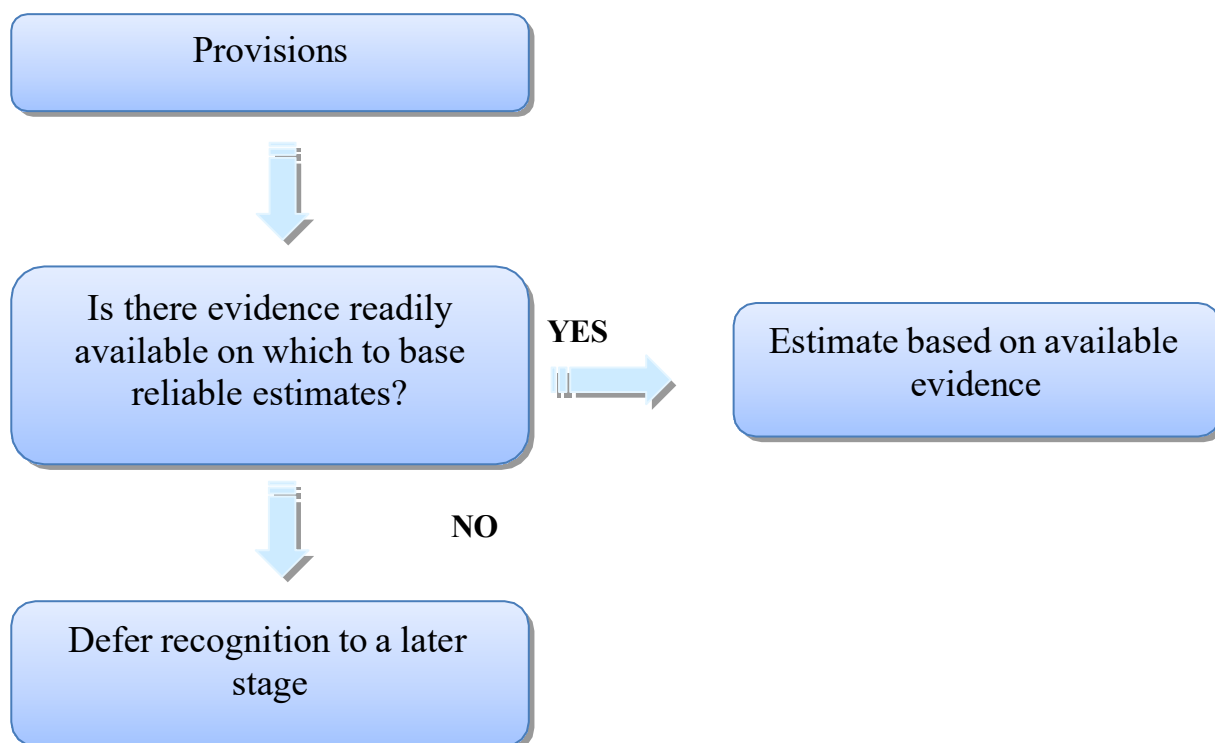 Provisions
Is there evidence readily
available on which to base
reliable estimates?
YES
Estimate based on available
evidence
NO
Defer recognition to a later
stage